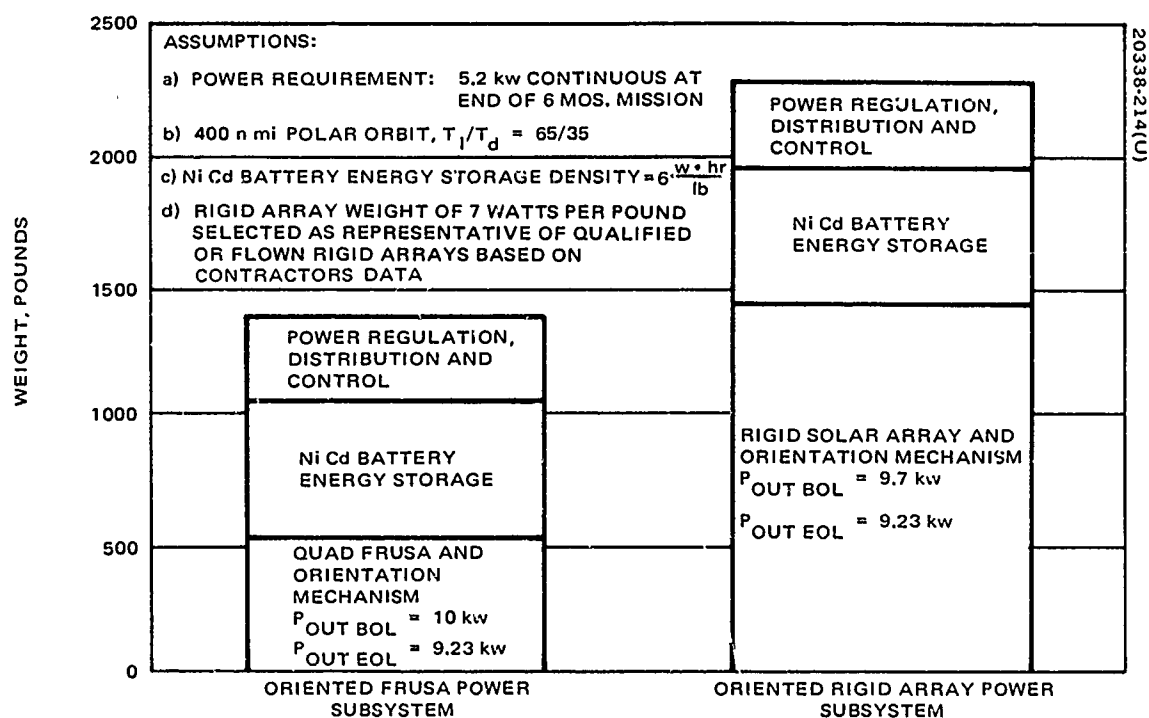 2500
2000
1500
1000
500
0
WEIGHT, POUNDS
ASSUMPTIONS:
a) POWER REQUIREMENT: 5.2 kw CONTINUOUS AT
END OF 6 MOS. MISSION
b) 400 n mi POLAR ORBIT, T_l/T_d = 65/35
c) Ni Cd BATTERY ENERGY STORAGE DENSITY = 6 w • hr/lb
d) RIGID ARRAY WEIGHT OF 7 WATTS PER POUND
SELECTED AS REPRESENTATIVE OF QUALIFIED
OR FLOWN RIGID ARRAYS BASED ON
CONTRACTORS DATA
POWER REGULATION,
DISTRIBUTION AND
CONTROL
Ni Cd BATTERY
ENERGY STORAGE
QUAD FRUSA AND
ORIENTATION
MECHANISM
P OUT BOL = 10 kw
P OUT EOL = 9.23 kw
ORIENTED FRUSA POWER
SUBSYSTEM
POWER REGULATION,
DISTRIBUTION AND
CONTROL
Ni Cd BATTERY
ENERGY STORAGE
RIGID SOLAR ARRAY AND
ORIENTATION MECHANISM
P OUT BOL = 9.7 kw
P OUT EOL = 9.23 kw
ORIENTED RIGID ARRAY POWER
SUBSYSTEM
20338-214(U)